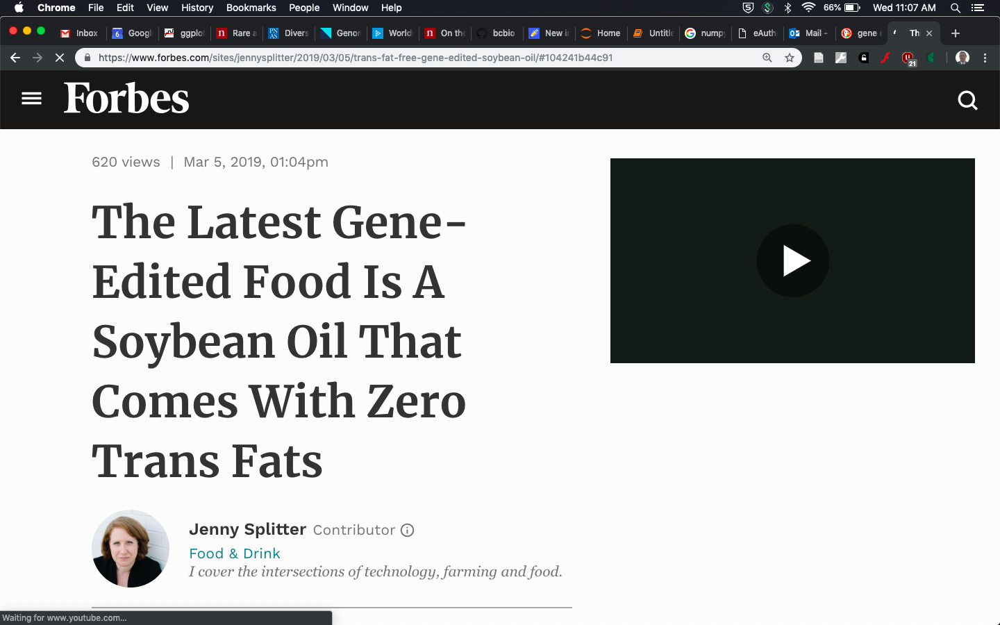 Chrome File Edit View History Bookmarks People Window Help 66% Wed 11:07 AM
Inbox Googl ggplot Rare a Divers Genom World On the bcbio New in Home Untitle numpy eAuth Mail - gene e Th
https://www.forbes.com/sites/jennysplitter/2019/03/05/trans-fat-free-gene-edited-soybean-oil/#104241b44c91 21
Forbes
620 views | Mar 5, 2019, 01:04pm
The Latest Gene-
Edited Food Is A
Soybean Oil That
Comes With Zero
Trans Fats
Jenny Splitter Contributor
Food & Drink
I cover the intersections of technology, farming and food.
Waiting for www.youtube.com...